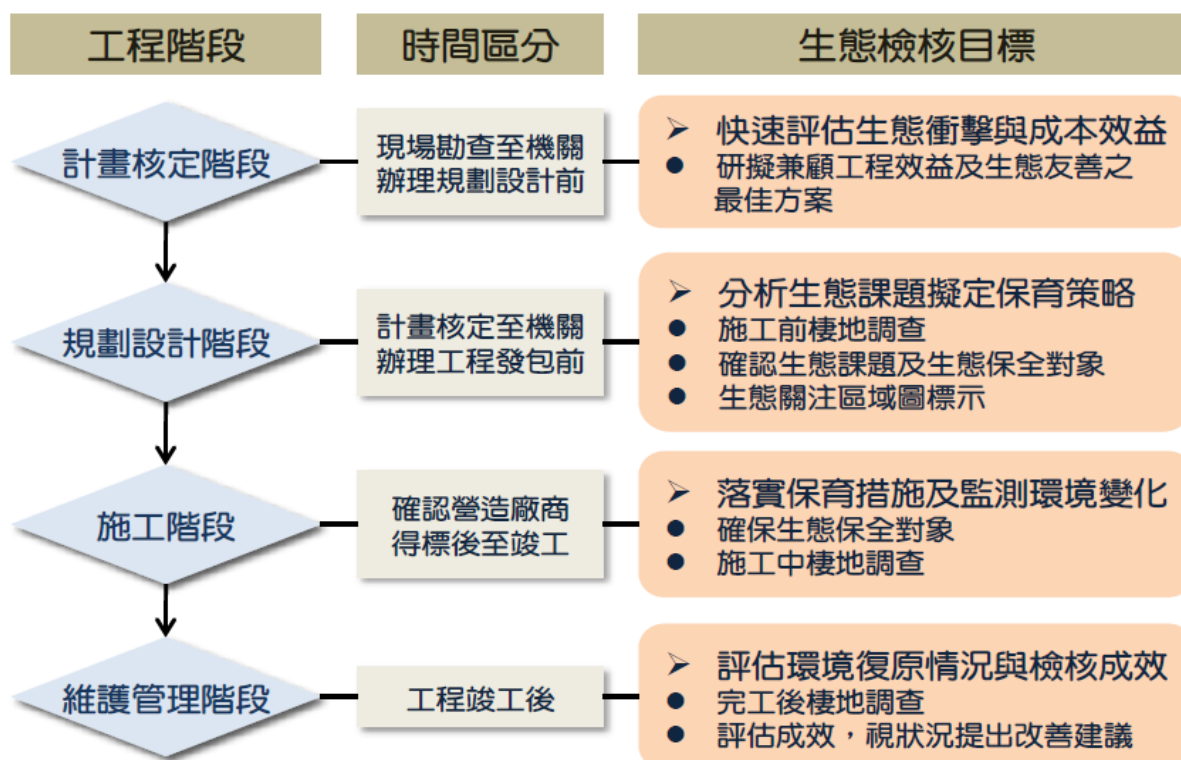 工程階段
時間區分
生態檢核目標
計畫核定階段
現場勘查至機關
辦理規劃設計前
➤ 快速評估生態衝擊與成本效益
● 研擬兼顧工程效益及生態友善之
最佳方案
規劃設計階段
計畫核定至機關
辦理工程發包前
➤ 分析生態課題擬定保育策略
● 施工前棲地調查
● 確認生態課題及生態保全對象
● 生態關注區域圖標示
施工階段
確認營造廠商
得標後至竣工
➤ 落實保育措施及監測環境變化
● 確保生態保全對象
● 施工中棲地調查
維護管理階段
工程竣工後
➤ 評估環境復原情況與檢核成效
● 完工後棲地調查
● 評估成效，視狀況提出改善建議